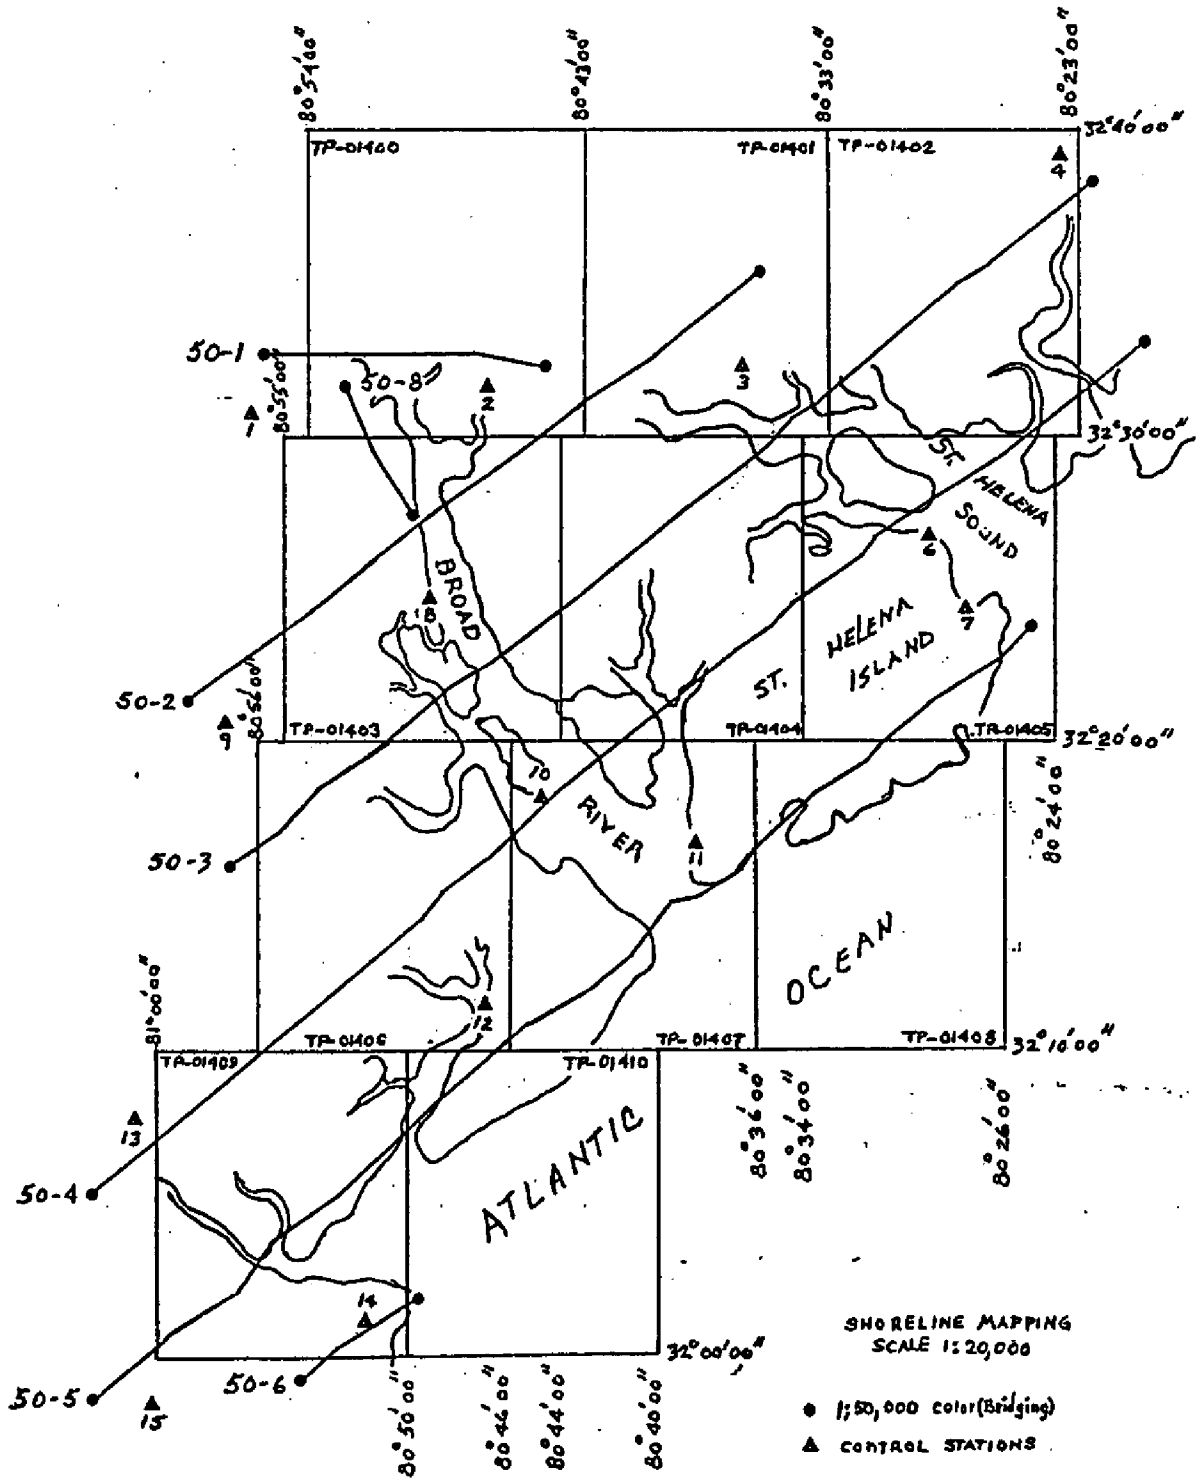 80°54'00"
80°43'00"
80°33'00"
80°23'00"
32°40'00"
TP-01400
TP-01401
TP-01402
4
50-1
50-8
2
3
1
80°55'00"
32°30'00"
ST. HELENA
SOUND
6
BROAD
18
7
HELENA
ISLAND
ST.
50-2
9
80°56'00"
TP-01403
TP-01404
TP-01405
32°20'00"
10
RIVER
80°24'00"
50-3
11
OCEAN
12
81°00'00"
TP-01406
TP-01407
TP-01408
32°10'00"
TP-01409
TP-01410
13
80°36'00"
80°34'00"
80°26'00"
50-4
ATLANTIC
14
SHORELINE MAPPING
SCALE 1:20,000
32°00'00"
50-6
50-5
15
80°50'00"
80°46'00"
80°44'00"
80°40'00"
1:50,000 color (Bridging)
CONTROL STATIONS